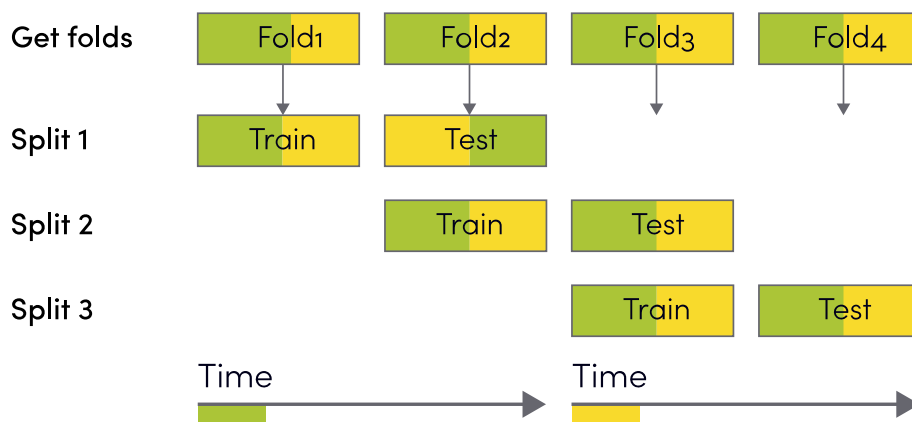 Get folds Fold1 Fold2 Fold3 Fold4
Split 1 Train Test
Split 2 Train Test
Split 3 Train Test
Time Time